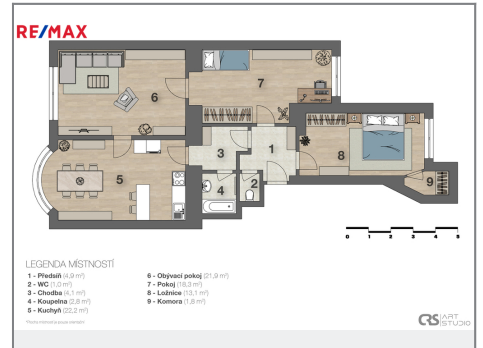 RE/MAX
6
7
3
1
8
5
4
2
9
0 1 2 3 4 5
LEGENDA MÍSTNOSTÍ
1 - Předsíň (4,9 m²)
2 - WC (1,0 m²)
3 - Chodba (4,1 m²)
4 - Koupelna (2,8 m²)
5 - Kuchyň (22,2 m²)
6 - Obývací pokoj (21,9 m²)
7 - Pokoj (18,3 m²)
8 - Ložnice (13,1 m²)
9 - Komora (1,8 m²)
CRS ART STUDIO